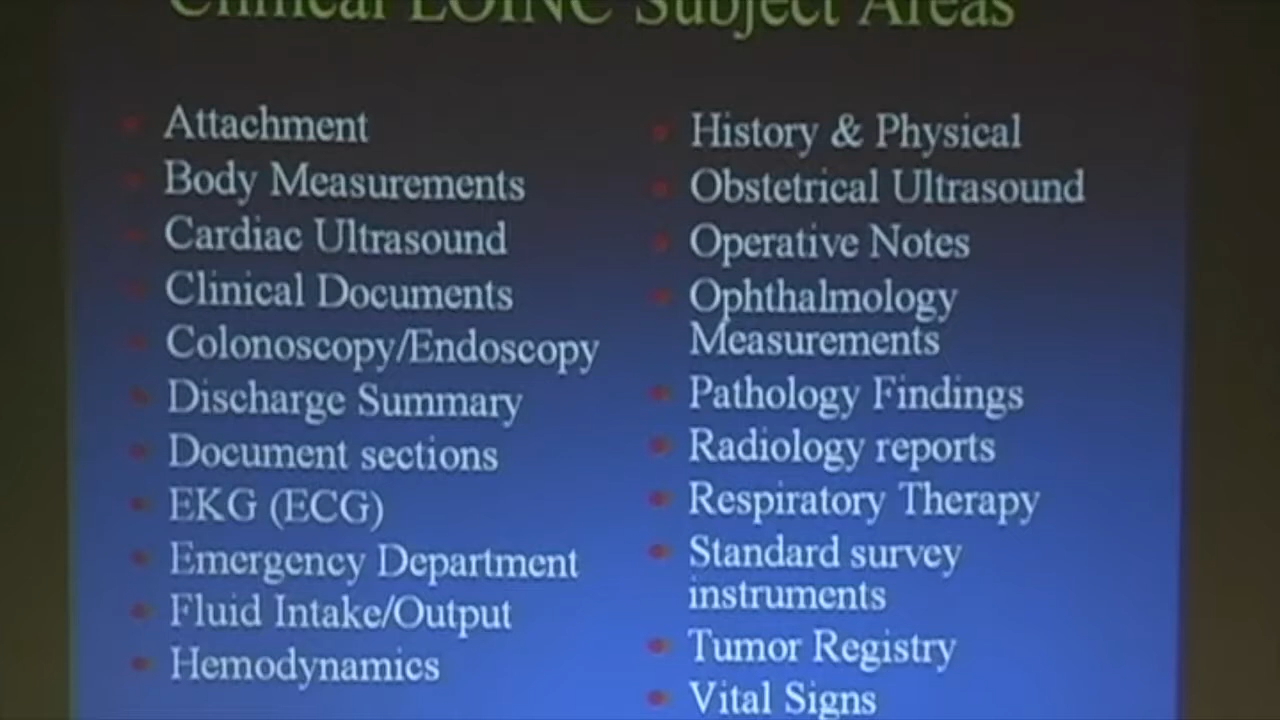 Clinical LOINC Subject Areas
Attachment
Body Measurements
Cardiac Ultrasound
Clinical Documents
Colonoscopy/Endoscopy
Discharge Summary
Document sections
EKG (ECG)
Emergency Department
Fluid Intake/Output
Hemodynamics
History & Physical
Obstetrical Ultrasound
Operative Notes
Ophthalmology
Measurements
Pathology Findings
Radiology reports
Respiratory Therapy
Standard survey
instruments
Tumor Registry
Vital Signs